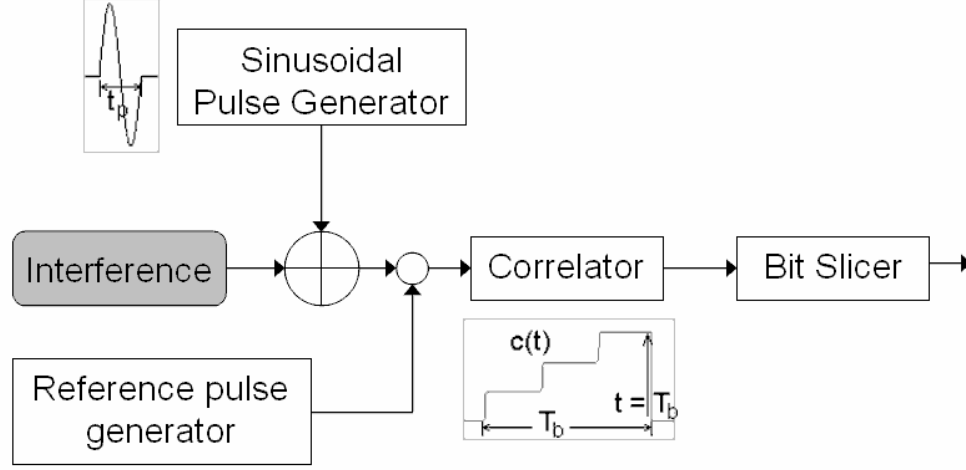 Sinusoidal
Pulse Generator
tp
Interference
Correlator
Bit Slicer
c(t)
t = Tb
Tb
Reference pulse
generator